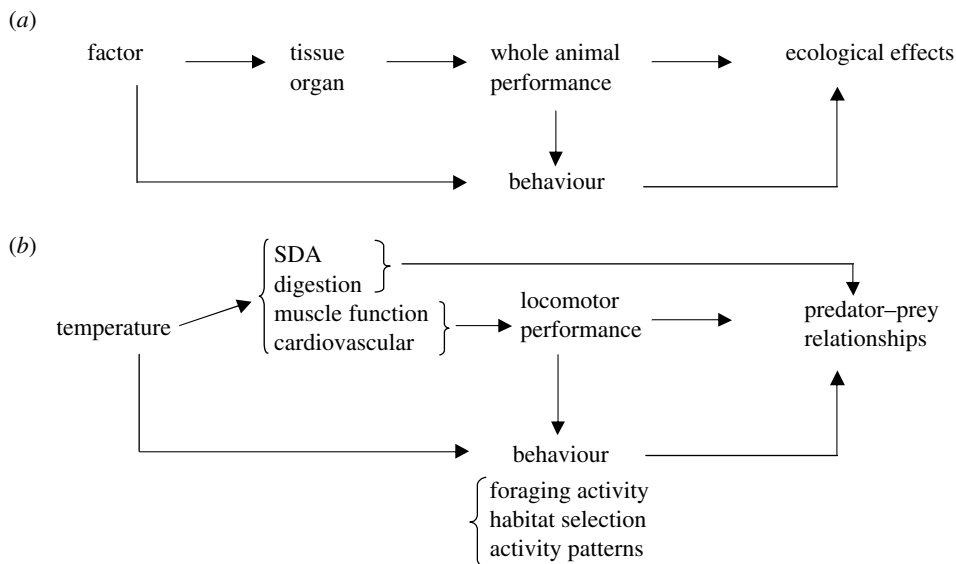 (a)
factor
tissue
organ
whole animal
performance
ecological effects
behaviour
(b)
SDA
digestion
muscle function
cardiovascular
temperature
locomotor
performance
predator–prey
relationships
behaviour
foraging activity
habitat selection
activity patterns